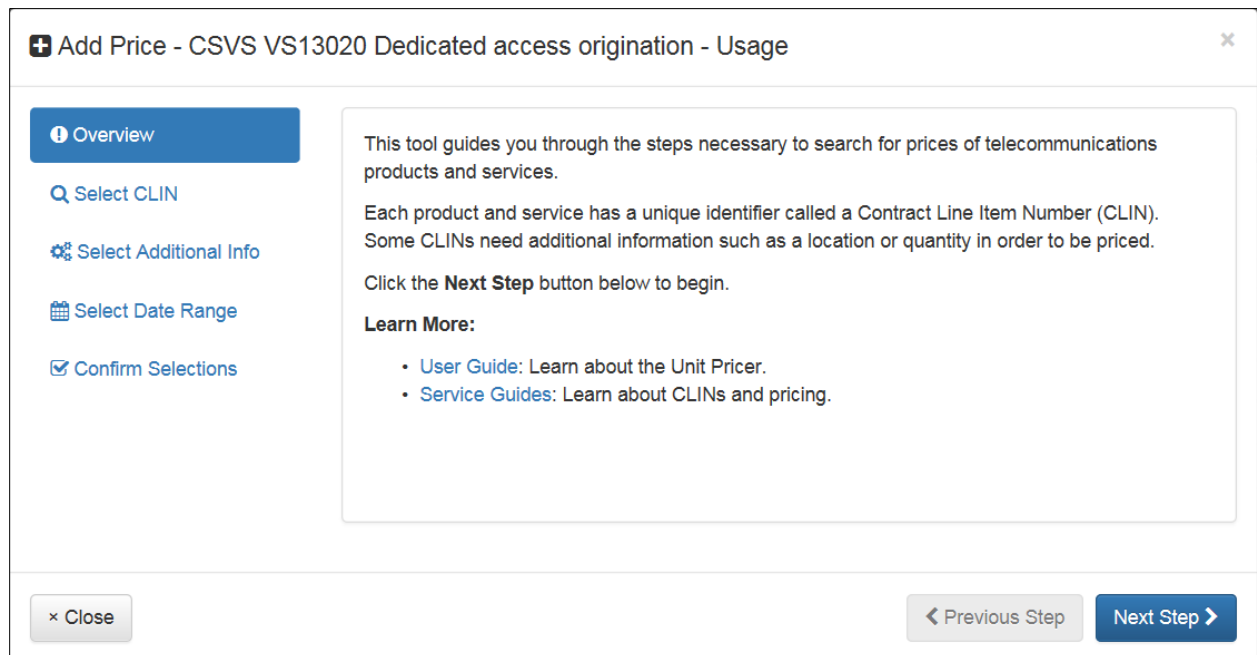 Add Price - CSVS VS13020 Dedicated access origination - Usage
×
Overview
Select CLIN
Select Additional Info
Select Date Range
Confirm Selections
This tool guides you through the steps necessary to search for prices of telecommunications
products and services.
Each product and service has a unique identifier called a Contract Line Item Number (CLIN).
Some CLINs need additional information such as a location or quantity in order to be priced.
Click the Next Step button below to begin.
Learn More:
• User Guide: Learn about the Unit Pricer.
• Service Guides: Learn about CLINs and pricing.
× Close
Previous Step
Next Step